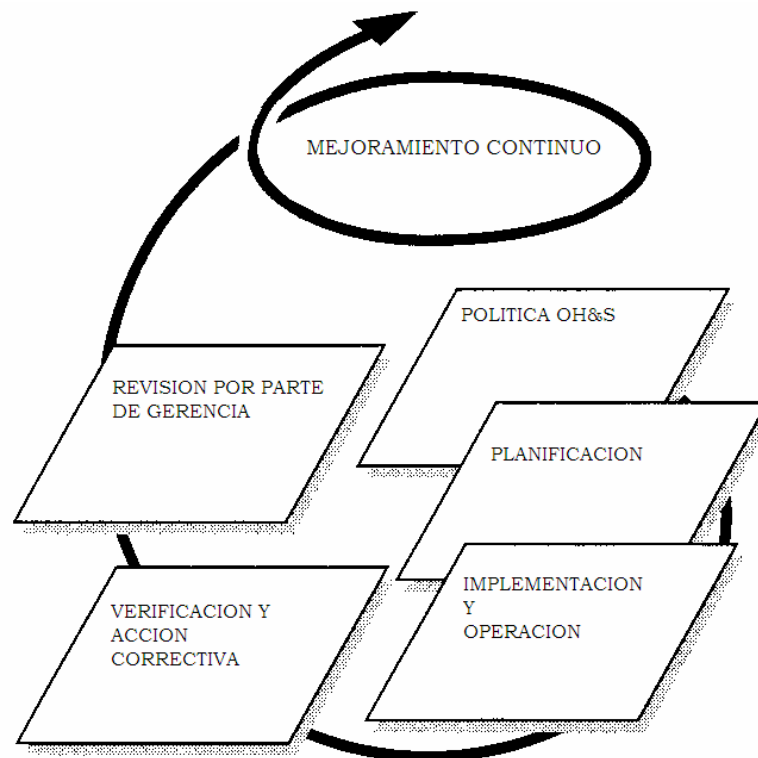 MEJORAMIENTO CONTINUO
POLITICA OH&S
REVISION POR PARTE
DE GERENCIA
PLANIFICACION
IMPLEMENTACION
Y
OPERACION
VERIFICACION Y
ACCION
CORRECTIVA